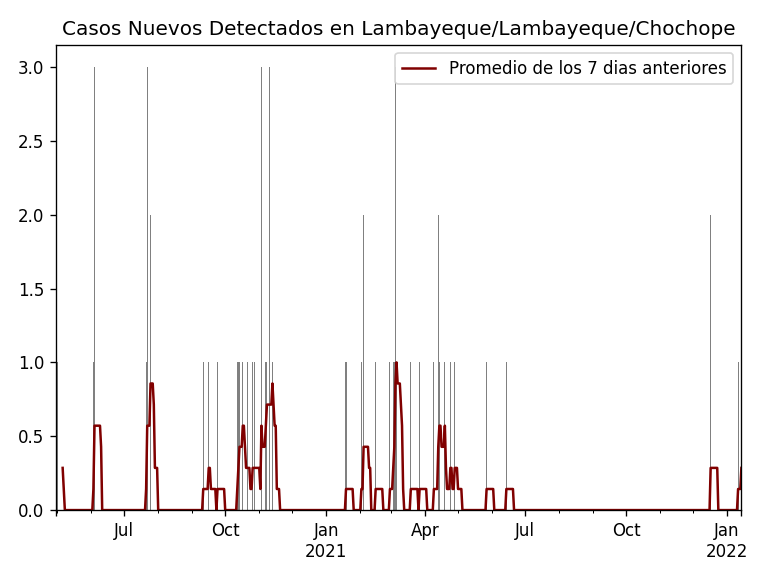 Casos Nuevos Detectados en Lambayeque/Lambayeque/Chochope
Promedio de los 7 dias anteriores
3.0
2.5
2.0
1.5
1.0
0.5
0.0
Jul
Oct
Jan
2021
Apr
Jul
Oct
Jan
2022